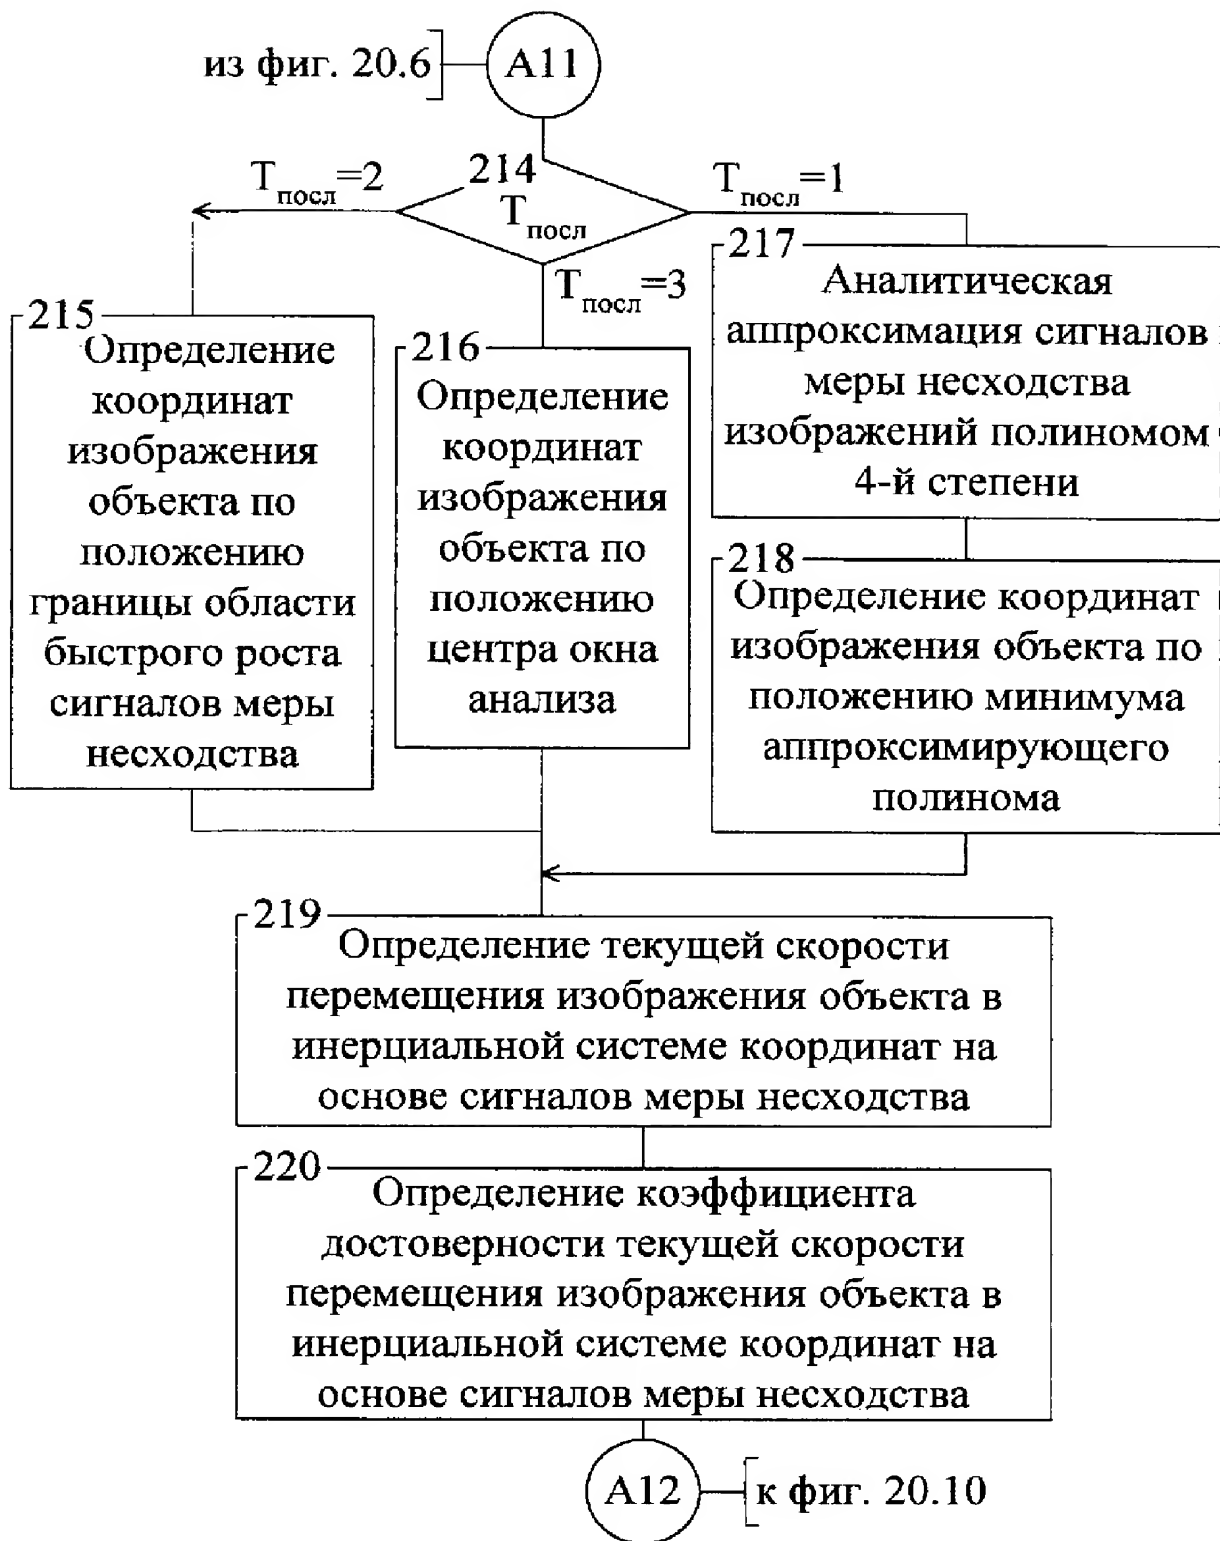 из фиг. 20.6
A11
214
Tпосл
Tпосл=2
Tпосл=1
Tпосл=3
215
Определение
координат
изображения
объекта по
положению
границы области
быстрого роста
сигналов меры
несходства
216
Определение
координат
изображения
объекта по
положению
центра окна
анализа
217
Аналитическая
аппроксимация сигналов
меры несходства
изображений полиномом
4-й степени
218
Определение координат
изображения объекта по
положению минимума
аппроксимирующего
полинома
219
Определение текущей скорости
перемещения изображения объекта в
инерциальной системе координат на
основе сигналов меры несходства
220
Определение коэффициента
достоверности текущей скорости
перемещения изображения объекта в
инерциальной системе координат на
основе сигналов меры несходства
A12
к фиг. 20.10